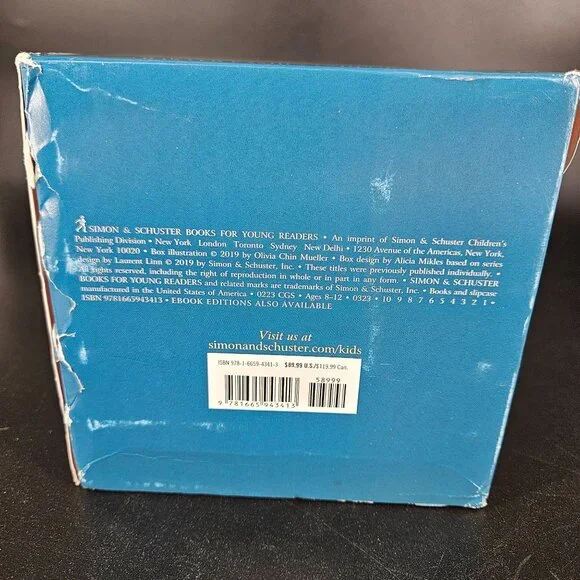 SIMON & SCHUSTER BOOKS FOR YOUNG READERS • An imprint of Simon & Schuster Children's
Publishing Division • New York London Toronto Sydney New Delhi • 1230 Avenue of the Americas, New York,
New York 10020 • Box illustration © 2019 by Olivia Chin Mueller • Box design by Alicia Mikles based on series
design by Laurent Linn © 2019 by Simon & Schuster, Inc. • These titles were previously published individually. •
All rights reserved, including the right of reproduction in whole or in part in any form. • SIMON & SCHUSTER
BOOKS FOR YOUNG READERS and related marks are trademarks of Simon & Schuster, Inc. • Books and slipcase
manufactured in the United States of America • 0223 CGS • Ages 8–12 • 0323 • 10 9 8 7 6 5 4 3 2 1 •
ISBN 9781665943413 • EBOOK EDITIONS ALSO AVAILABLE
Visit us at
simonandschuster.com/kids
ISBN 978-1-6659-4341-3 $89.99 U.S./$119.99 Can.
58999
9 781665 943413